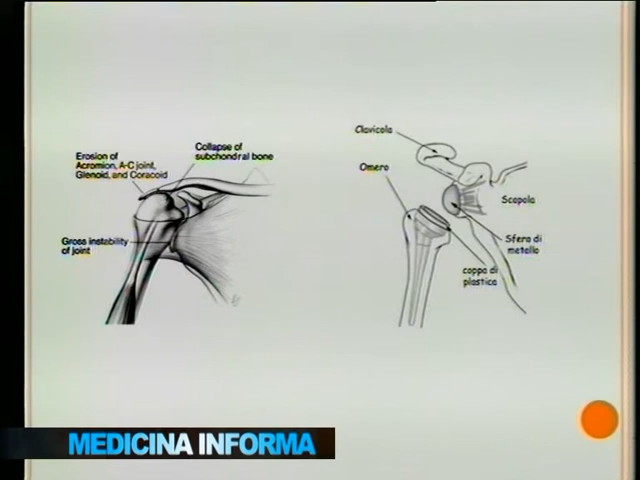 Collapse of
subchondral bone
Erosion of
Acromion, A-C joint,
Glenoid, and Coracoid
Gross instability
of joint
Clavicola
Omero
Scapola
Sfera di
metallo
coppa di
plastica
MEDICINA INFORMA